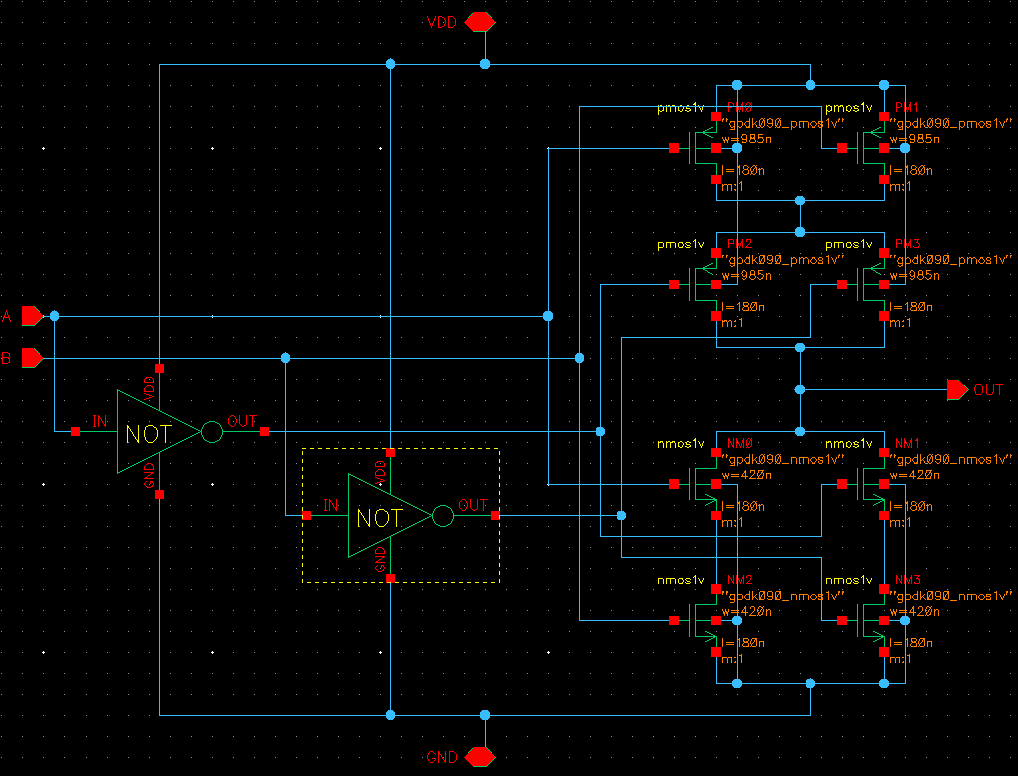 VDD
pmos1v PM0
"gpdk090_pmos1v"
w=985n
l=180n
m:1
pmos1v PM1
"gpdk090_pmos1v"
w=985n
l=180n
m:1
pmos1v PM2
"gpdk090_pmos1v"
w=985n
l=180n
m:1
pmos1v PM3
"gpdk090_pmos1v"
w=985n
l=180n
m:1
A
B
VDD
IN
NOT
OUT
GND
VDD
IN
NOT
OUT
GND
OUT
nmos1v NM0
"gpdk090_nmos1v"
w=420n
l=180n
m:1
nmos1v NM1
"gpdk090_nmos1v"
w=420n
l=180n
m:1
nmos1v NM2
"gpdk090_nmos1v"
w=420n
l=180n
m:1
nmos1v NM3
"gpdk090_nmos1v"
w=420n
l=180n
m:1
GND